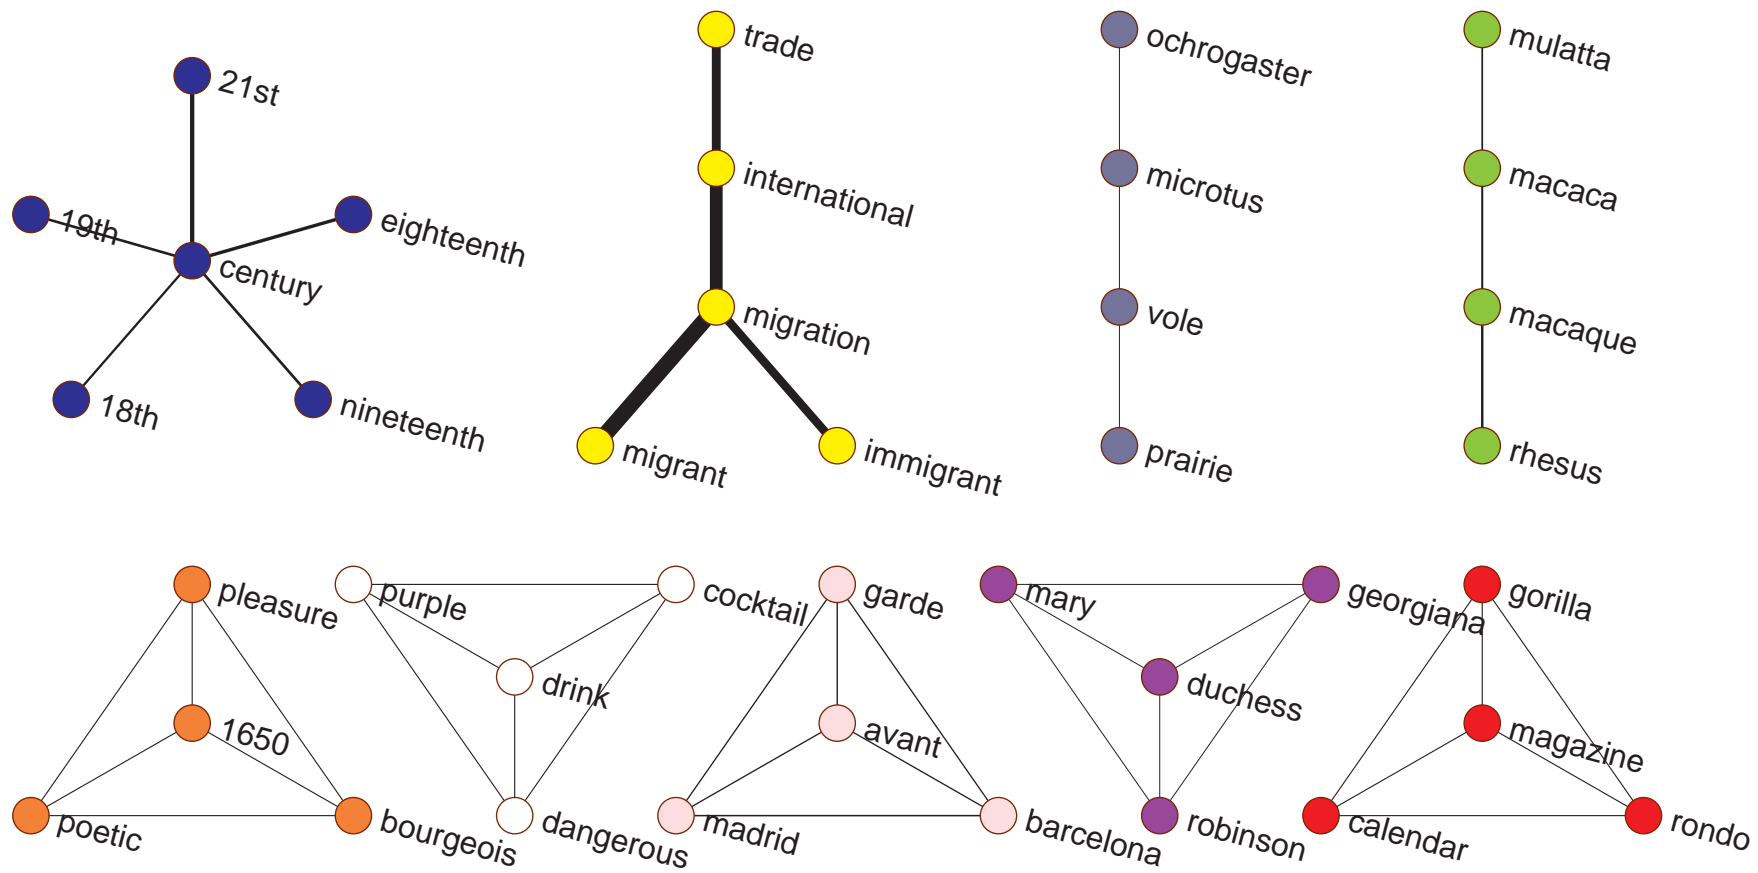 21st
19th
eighteenth
century
18th
nineteenth
trade
international
migration
migrant
immigrant
ochrogaster
microtus
vole
prairie
mulatta
macaca
macaque
rhesus
pleasure
1650
poetic
bourgeois
purple
cocktail
drink
dangerous
garde
avant
madrid
barcelona
mary
georgiana
duchess
robinson
gorilla
magazine
calendar
rondo